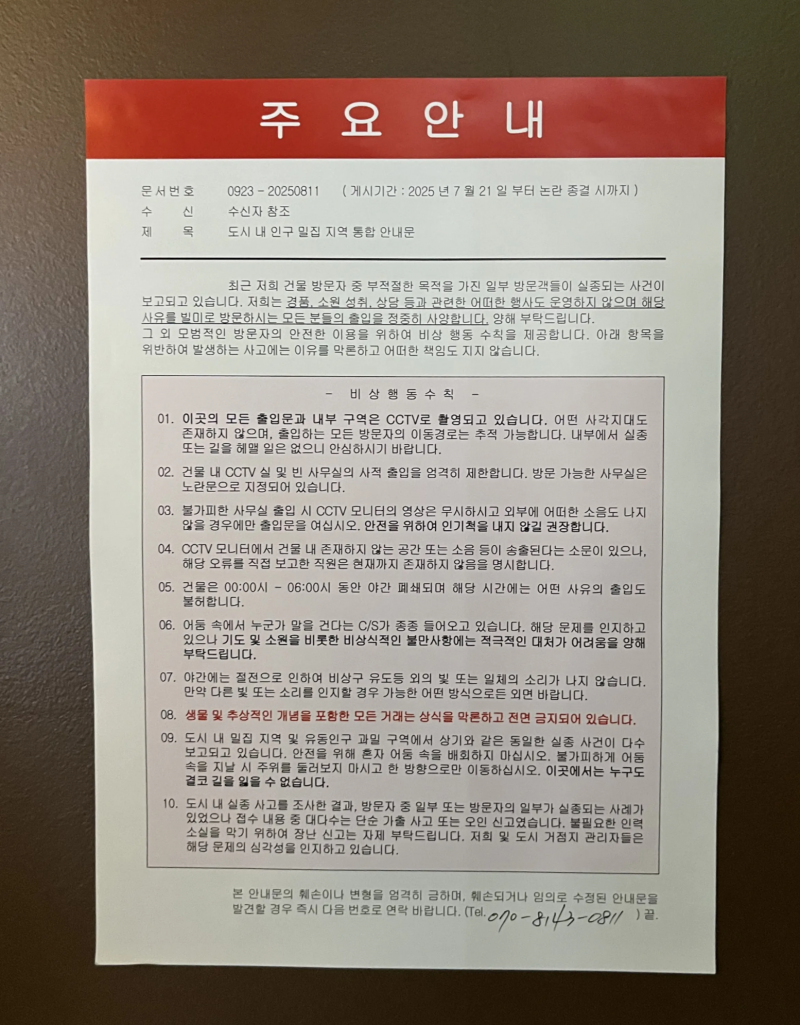 주 요 안 내
문서번호 0923 - 20250811 ( 게시기간 : 2025 년 7 월 21 일 부터 논란 종결 시까지 )
수 신 수신자 참조
제 목 도시 내 인구 밀집 지역 통합 안내문
최근 저희 건물 방문자 중 부적절한 목적을 가진 일부 방문객들이 실종되는 사건이
보고되고 있습니다. 저희는 경품, 소원 성취, 상담 등과 관련한 어떠한 행사도 운영하지 않으며 해당
사유를 빌미로 방문하시는 모든 분들의 출입을 정중히 사양합니다. 양해 부탁드립니다.
그 외 모범적인 방문자의 안전한 이용을 위하여 비상 행동 수칙을 제공합니다. 아래 항목을
위반하여 발생하는 사고에는 이유를 막론하고 어떠한 책임도 지지 않습니다.
- 비 상 행 동 수 칙 -
01. 이곳의 모든 출입문과 내부 구역은 CCTV로 촬영되고 있습니다. 어떤 사각지대도
존재하지 않으며, 출입하는 모든 방문자의 이동경로는 추적 가능합니다. 내부에서 실종
또는 길을 헤맬 일은 없으니 안심하시기 바랍니다.
02. 건물 내 CCTV 실 및 빈 사무실의 사적 출입을 엄격히 제한합니다. 방문 가능한 사무실은
노란문으로 지정되어 있습니다.
03. 불가피한 사무실 출입 시 CCTV 모니터의 영상은 무시하시고 외부에 어떠한 소음도 나지
않을 경우에만 출입문을 여십시오. 안전을 위하여 인기척을 내지 않길 권장합니다.
04. CCTV 모니터에서 건물 내 존재하지 않는 공간 또는 소음 등이 송출된다는 소문이 있으나,
해당 오류를 직접 보고한 직원은 현재까지 존재하지 않음을 명시합니다.
05. 건물은 00:00시 - 06:00시 동안 야간 폐쇄되며 해당 시간에는 어떤 사유의 출입도
불허합니다.
06. 어둠 속에서 누군가 말을 건다는 C/S가 종종 들어오고 있습니다. 해당 문제를 인지하고
있으나 기도 및 소원을 비롯한 비상식적인 불만사항에는 적극적인 대처가 어려움을 양해
부탁드립니다.
07. 야간에는 절전으로 인하여 비상구 유도등 외의 빛 또는 일체의 소리가 나지 않습니다.
만약 다른 빛 또는 소리를 인지할 경우 가능한 어떤 방식으로든 외면 바랍니다.
08. 생물 및 추상적인 개념을 포함한 모든 거래는 상식을 막론하고 전면 금지되어 있습니다.
09. 도시 내 밀집 지역 및 유동인구 과밀 구역에서 상기와 같은 동일한 실종 사건이 다수
보고되고 있습니다. 안전을 위해 혼자 어둠 속을 배회하지 마십시오. 불가피하게 어둠
속을 지날 시 주위를 둘러보지 마시고 한 방향으로만 이동하십시오. 이곳에서는 누구도
결코 길을 잃을 수 없습니다.
10. 도시 내 실종 사고를 조사한 결과, 방문자 중 일부 또는 방문자의 일부가 실종되는 사례가
있었으나 접수 내용 중 대다수는 단순 가출 사고 또는 오인 신고였습니다. 불필요한 인력
소실을 막기 위하여 장난 신고는 자제 부탁드립니다. 저희 및 도시 거점지 관리자들은
해당 문제의 심각성을 인지하고 있습니다.
본 안내문의 훼손이나 변형을 엄격히 금하며, 훼손되거나 임의로 수정된 안내문을
발견할 경우 즉시 다음 번호로 연락 바랍니다. (Tel. 070-8143-0811 ) 끝.